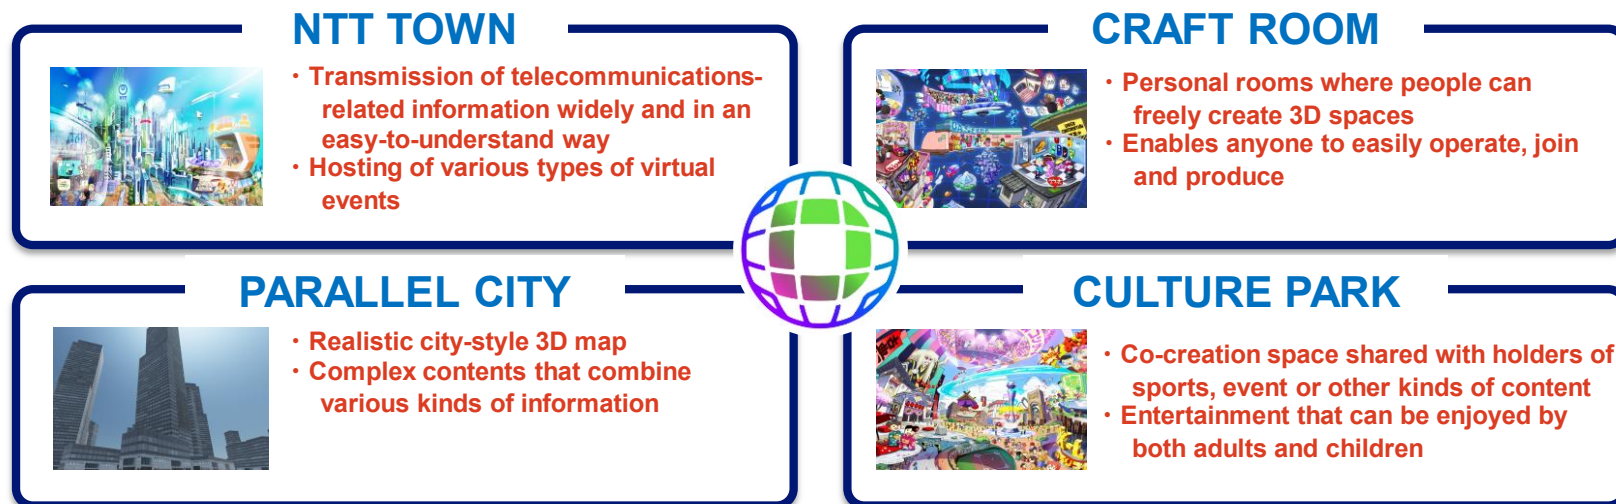 NTT TOWN
・Transmission of telecommunications-
related information widely and in an
easy-to-understand way
・Hosting of various types of virtual
events
CRAFT ROOM
・Personal rooms where people can
freely create 3D spaces
・Enables anyone to easily operate, join
and produce
PARALLEL CITY
・Realistic city-style 3D map
・Complex contents that combine
various kinds of information
CULTURE PARK
・Co-creation space shared with holders of
sports, event or other kinds of content
・Entertainment that can be enjoyed by
both adults and children